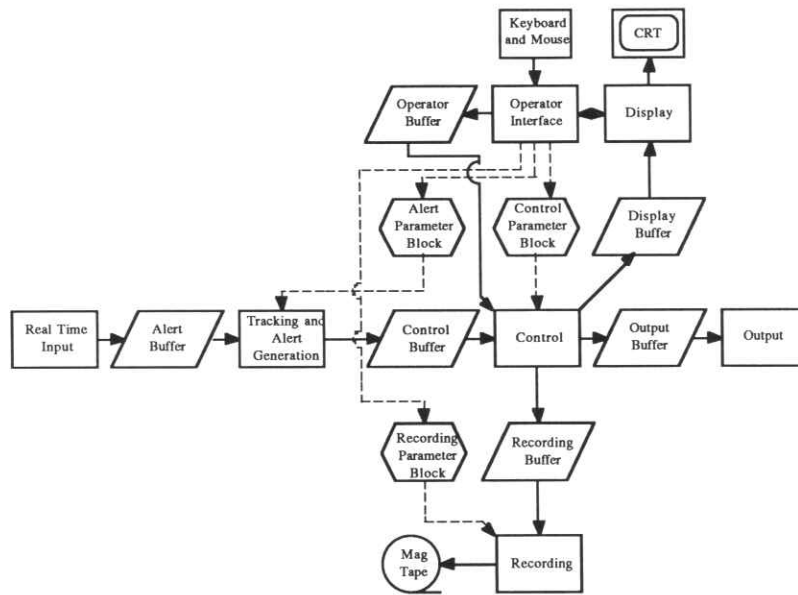 Keyboard
and Mouse
CRT
Operator
Buffer
Operator
Interface
Display
Alert
Parameter
Block
Control
Parameter
Block
Display
Buffer
Real Time
Input
Alert
Buffer
Tracking and
Alert
Generation
Control
Buffer
Control
Output
Buffer
Output
Recording
Parameter
Block
Recording
Buffer
Mag
Tape
Recording